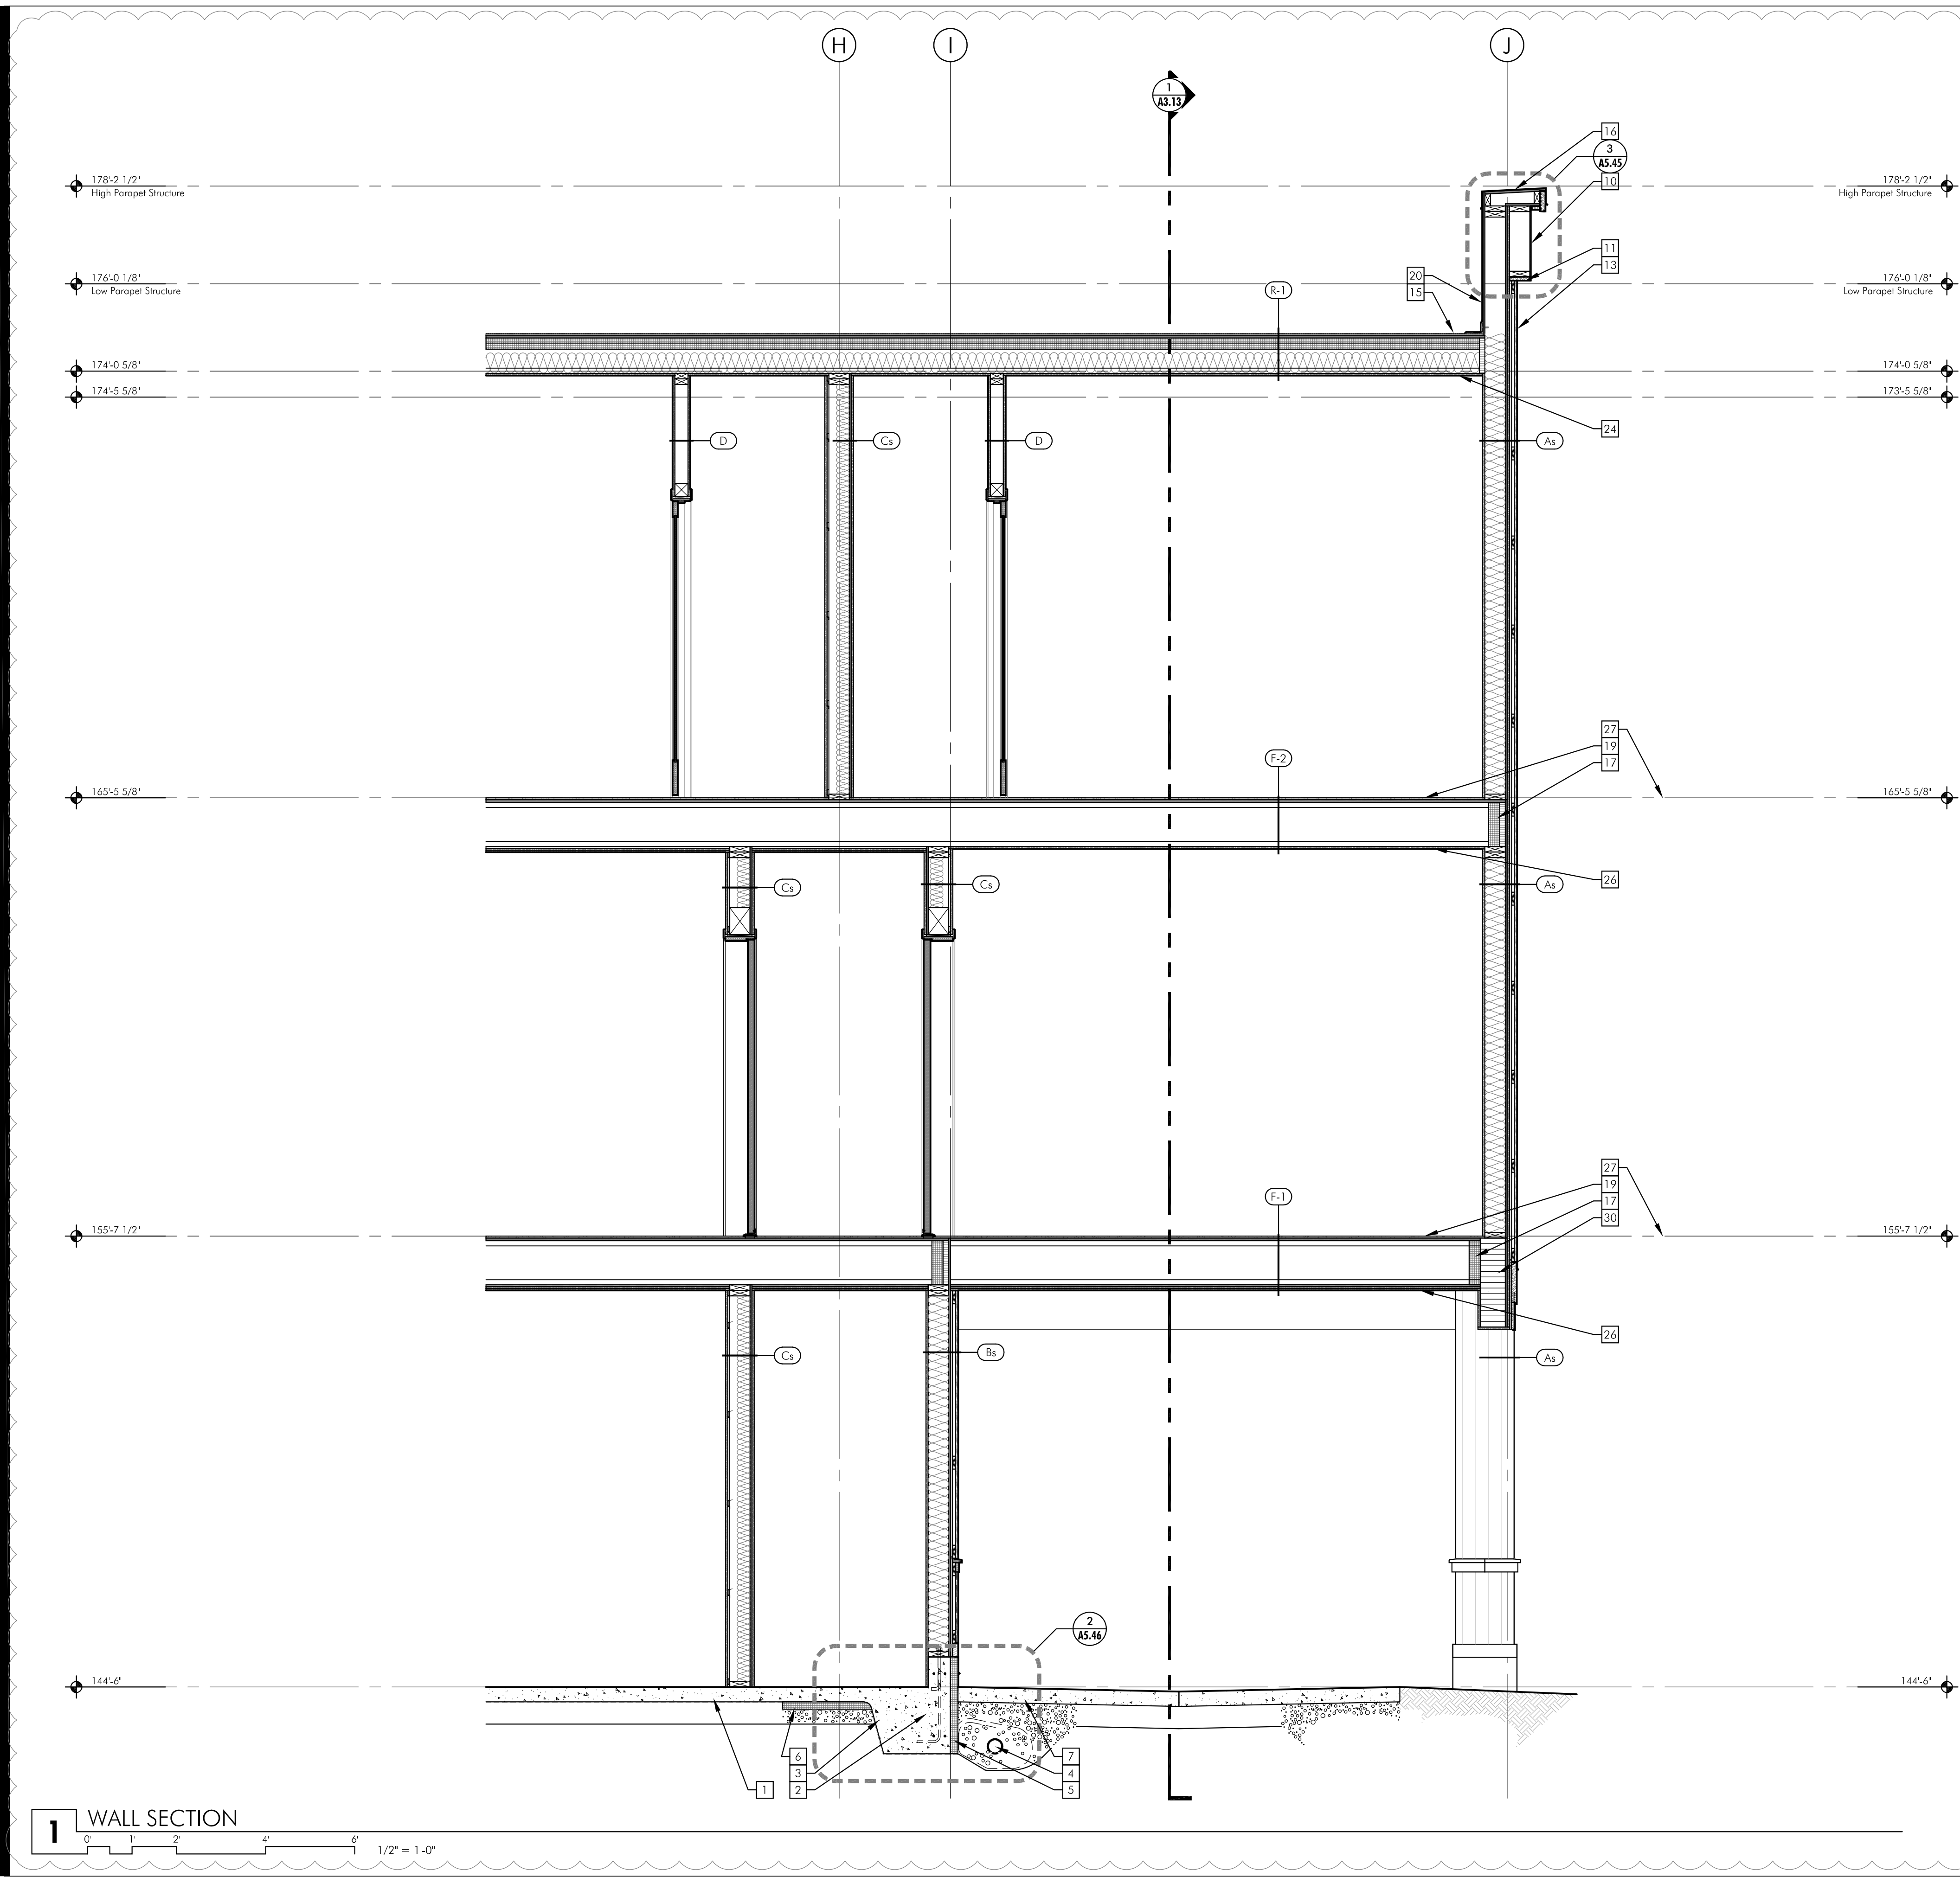 H
I
J
1
A3.13
16
3
A5.45
10
178'-2 1/2"
High Parapet Structure
178'-2 1/2"
High Parapet Structure
11
13
20
15
R-1
176'-0 1/8"
Low Parapet Structure
176'-0 1/8"
Low Parapet Structure
174'-0 5/8"
174'-0 5/8"
174'-5 5/8"
173'-5 5/8"
24
D
Cs
D
As
27
19
17
F-2
165'-5 5/8"
165'-5 5/8"
26
Cs
Cs
As
27
19
17
30
F-1
155'-7 1/2"
155'-7 1/2"
26
Cs
Bs
As
2
A5.46
144'-6"
144'-6"
6
3
2
1
7
4
5
1
WALL SECTION
0'
1'
2'
4'
6'
1/2" = 1'-0"